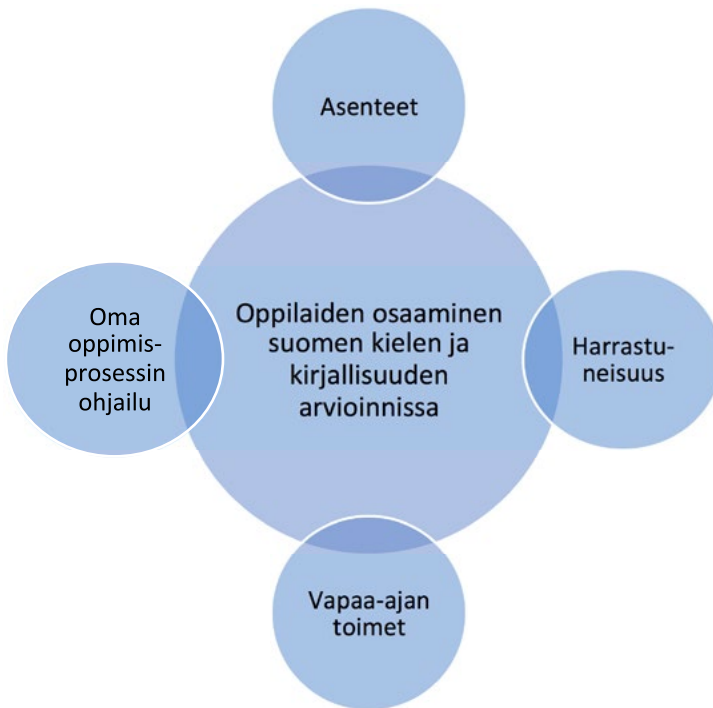 Asenteet
Oma
oppimis-
prosessin
ohjailu
Oppilaiden osaaminen
suomen kielen ja
kirjallisuuden
arvioinnissa
Harrastu-
neisuus
Vapaa-ajan
toimet